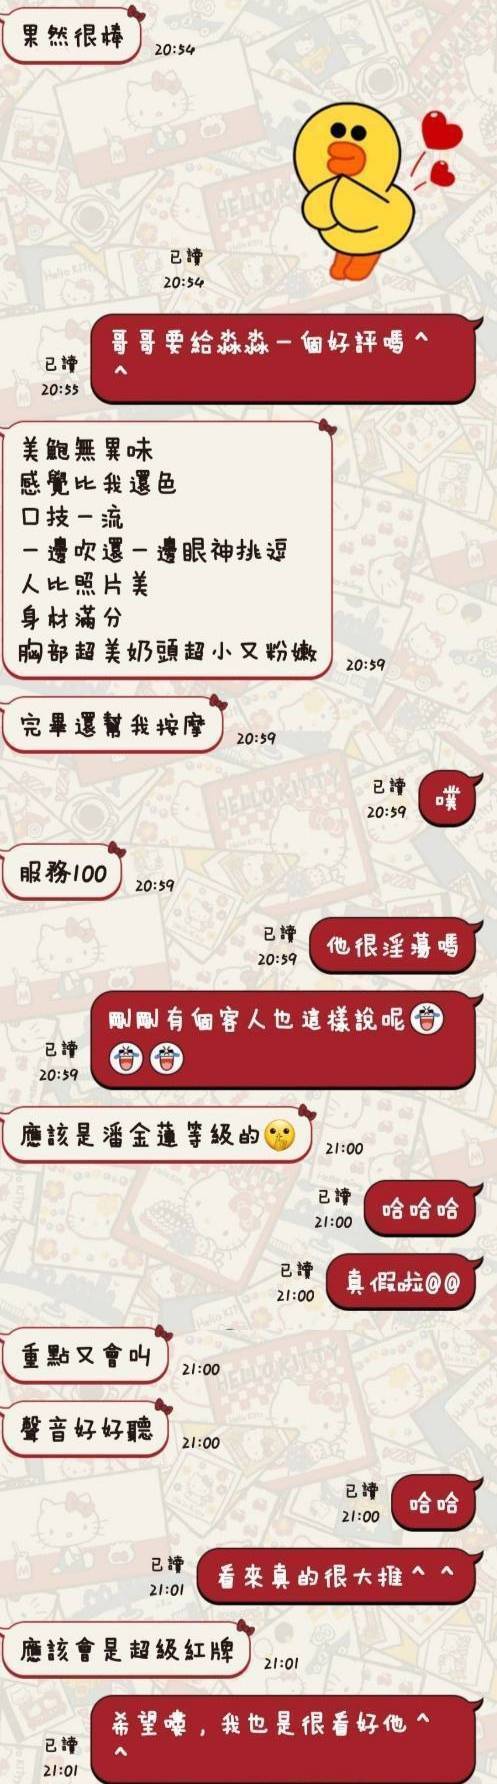 果然很棒
20:54
已讀
20:54
哥哥要給淼淼一個好評嗎^
^
已讀
20:55
美鮑無異味
感覺比我還色
口技一流
一邊吹還一邊眼神挑逗
人比照片美
身材滿分
胸部超美奶頭超小又粉嫩
20:59
完畢還幫我按摩
20:59
已讀
20:59
噗
服務100
20:59
已讀
20:59
他很淫蕩嗎
剛剛有個客人也這樣說呢
已讀
20:59
應該是潘金蓮等級的
21:00
已讀
21:00
哈哈哈
已讀
21:00
真假啦@@
重點又會叫
21:00
聲音好好聽
21:00
已讀
21:00
哈哈
已讀
21:01
看來真的很大推^^
應該會是超級紅牌
21:01
希望嘍，我也是很看好他^
^
已讀
21:01